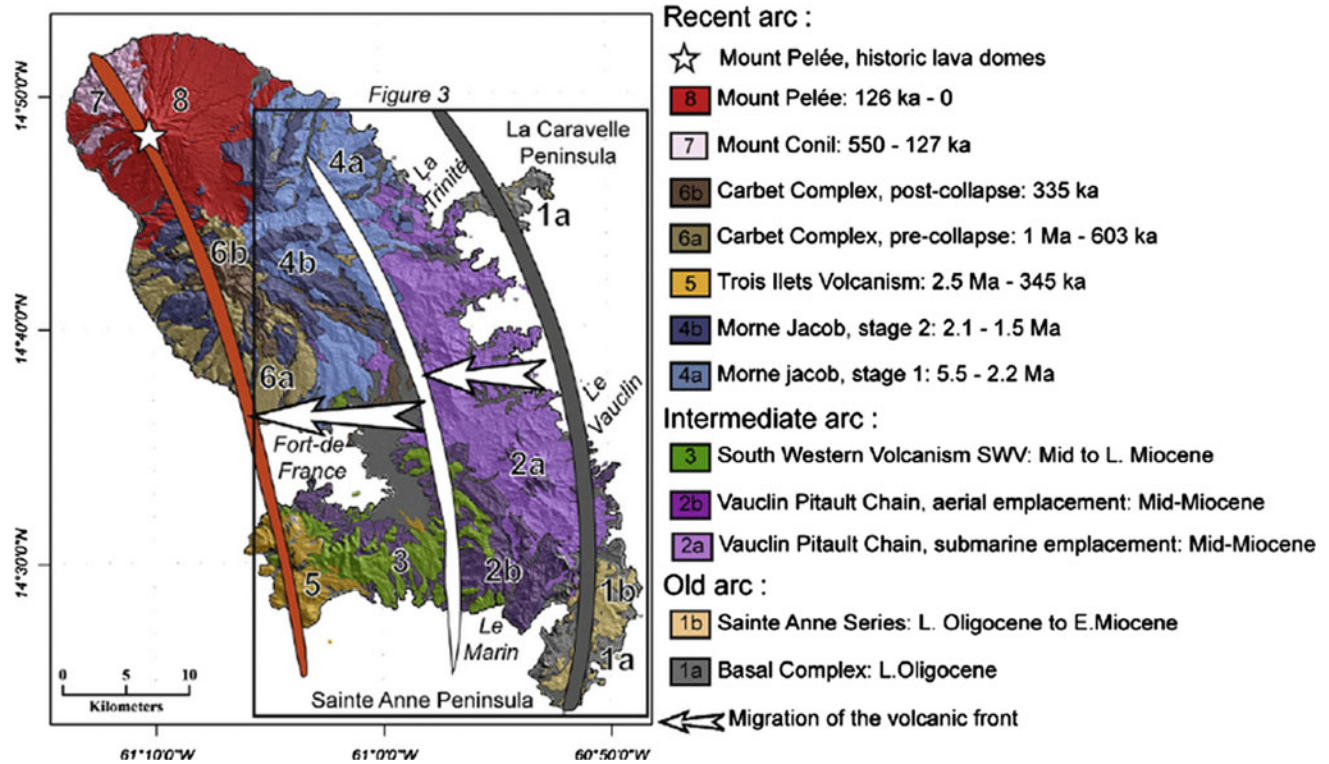 Recent arc :
Mount Pelée, historic lava domes
8 Mount Pelée: 126 ka - 0
7 Mount Conil: 550 - 127 ka
6b Carbet Complex, post-collapse: 335 ka
6a Carbet Complex, pre-collapse: 1 Ma - 603 ka
5 Trois Ilets Volcanism: 2.5 Ma - 345 ka
4b Morne Jacob, stage 2: 2.1 - 1.5 Ma
4a Morne jacob, stage 1: 5.5 - 2.2 Ma
Intermediate arc :
3 South Western Volcanism SWV: Mid to L. Miocene
2b Vauclin Pitault Chain, aerial emplacement: Mid-Miocene
2a Vauclin Pitault Chain, submarine emplacement: Mid-Miocene
Old arc :
1b Sainte Anne Series: L. Oligocene to E.Miocene
1a Basal Complex: L.Oligocene
Migration of the volcanic front
Figure 3
La Caravelle
Peninsula
7
8
4a
La
Trinité
1a
6b
4b
6a
Le
Vauclin
Fort-de-
France
2a
3
2b
5
1b
Le
Marin
1a
Sainte Anne Peninsula
0 5 10
Kilometers
14°50'0"N
14°40'0"N
14°30'0"N
61°10'0"W
61°0'0"W
60°50'0"W